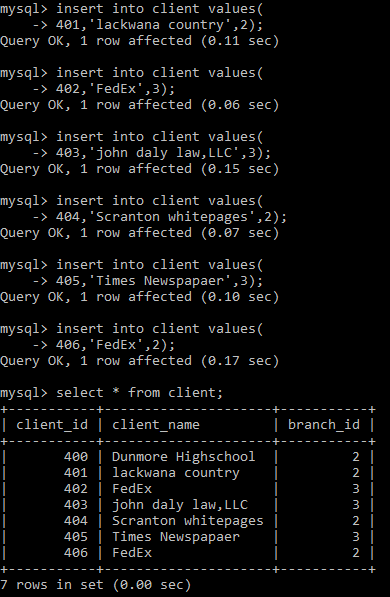 mysql> insert into client values(
    -> 401,'lackwana country',2);
Query OK, 1 row affected (0.11 sec)

mysql> insert into client values(
    -> 402,'FedEx',3);
Query OK, 1 row affected (0.06 sec)

mysql> insert into client values(
    -> 403,'john daly law,LLC',3);
Query OK, 1 row affected (0.15 sec)

mysql> insert into client values(
    -> 404,'Scranton whitepages',2);
Query OK, 1 row affected (0.07 sec)

mysql> insert into client values(
    -> 405,'Times Newspapaer',3);
Query OK, 1 row affected (0.10 sec)

mysql> insert into client values(
    -> 406,'FedEx',2);
Query OK, 1 row affected (0.17 sec)

mysql> select * from client;
+-----------+---------------------+-----------+
| client_id | client_name         | branch_id |
+-----------+---------------------+-----------+
|       400 | Dunmore Highschool  |         2 |
|       401 | lackwana country    |         2 |
|       402 | FedEx               |         3 |
|       403 | john daly law,LLC   |         3 |
|       404 | Scranton whitepages |         2 |
|       405 | Times Newspapaer    |         3 |
|       406 | FedEx               |         2 |
+-----------+---------------------+-----------+
7 rows in set (0.00 sec)